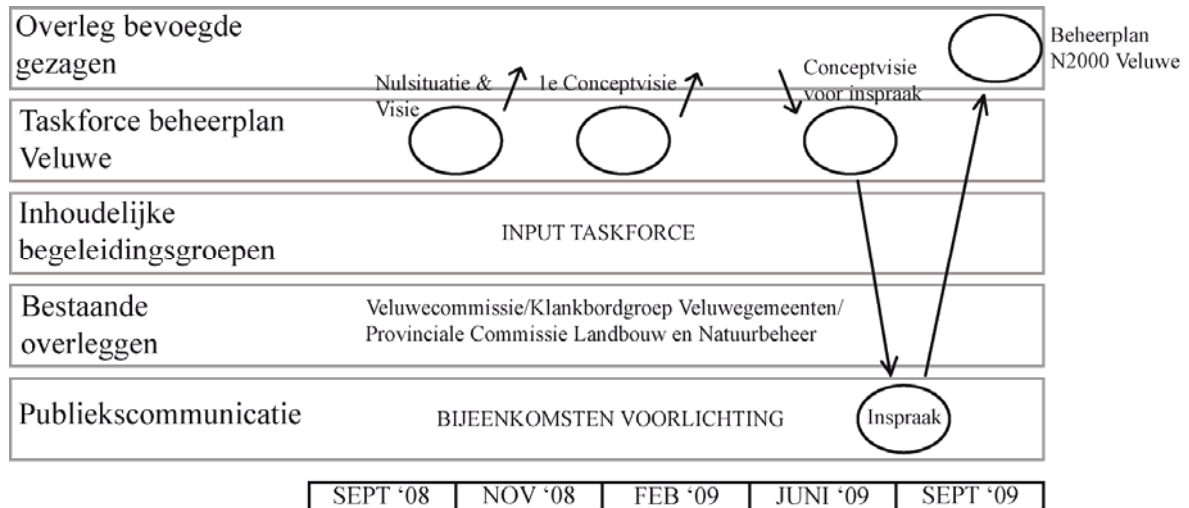 Overleg bevoegde
gezagen
Beheerplan
N2000 Veluwe
Nulsituatie &
Visie
1e Conceptvisie
Conceptvisie
voor inspraak
Taskforce beheerplan
Veluwe
Inhoudelijke
begeleidingsgroepen
INPUT TASKFORCE
Bestaande
overleggen
Veluwecommissie/Klankbordgroep Veluwegemeenten/
Provinciale Commissie Landbouw en Natuurbeheer
Publiekscommunicatie
BIJEENKOMSTEN VOORLICHTING
Inspraak
SEPT ‘08 NOV ‘08 FEB ‘09 JUNI ‘09 SEPT ‘09